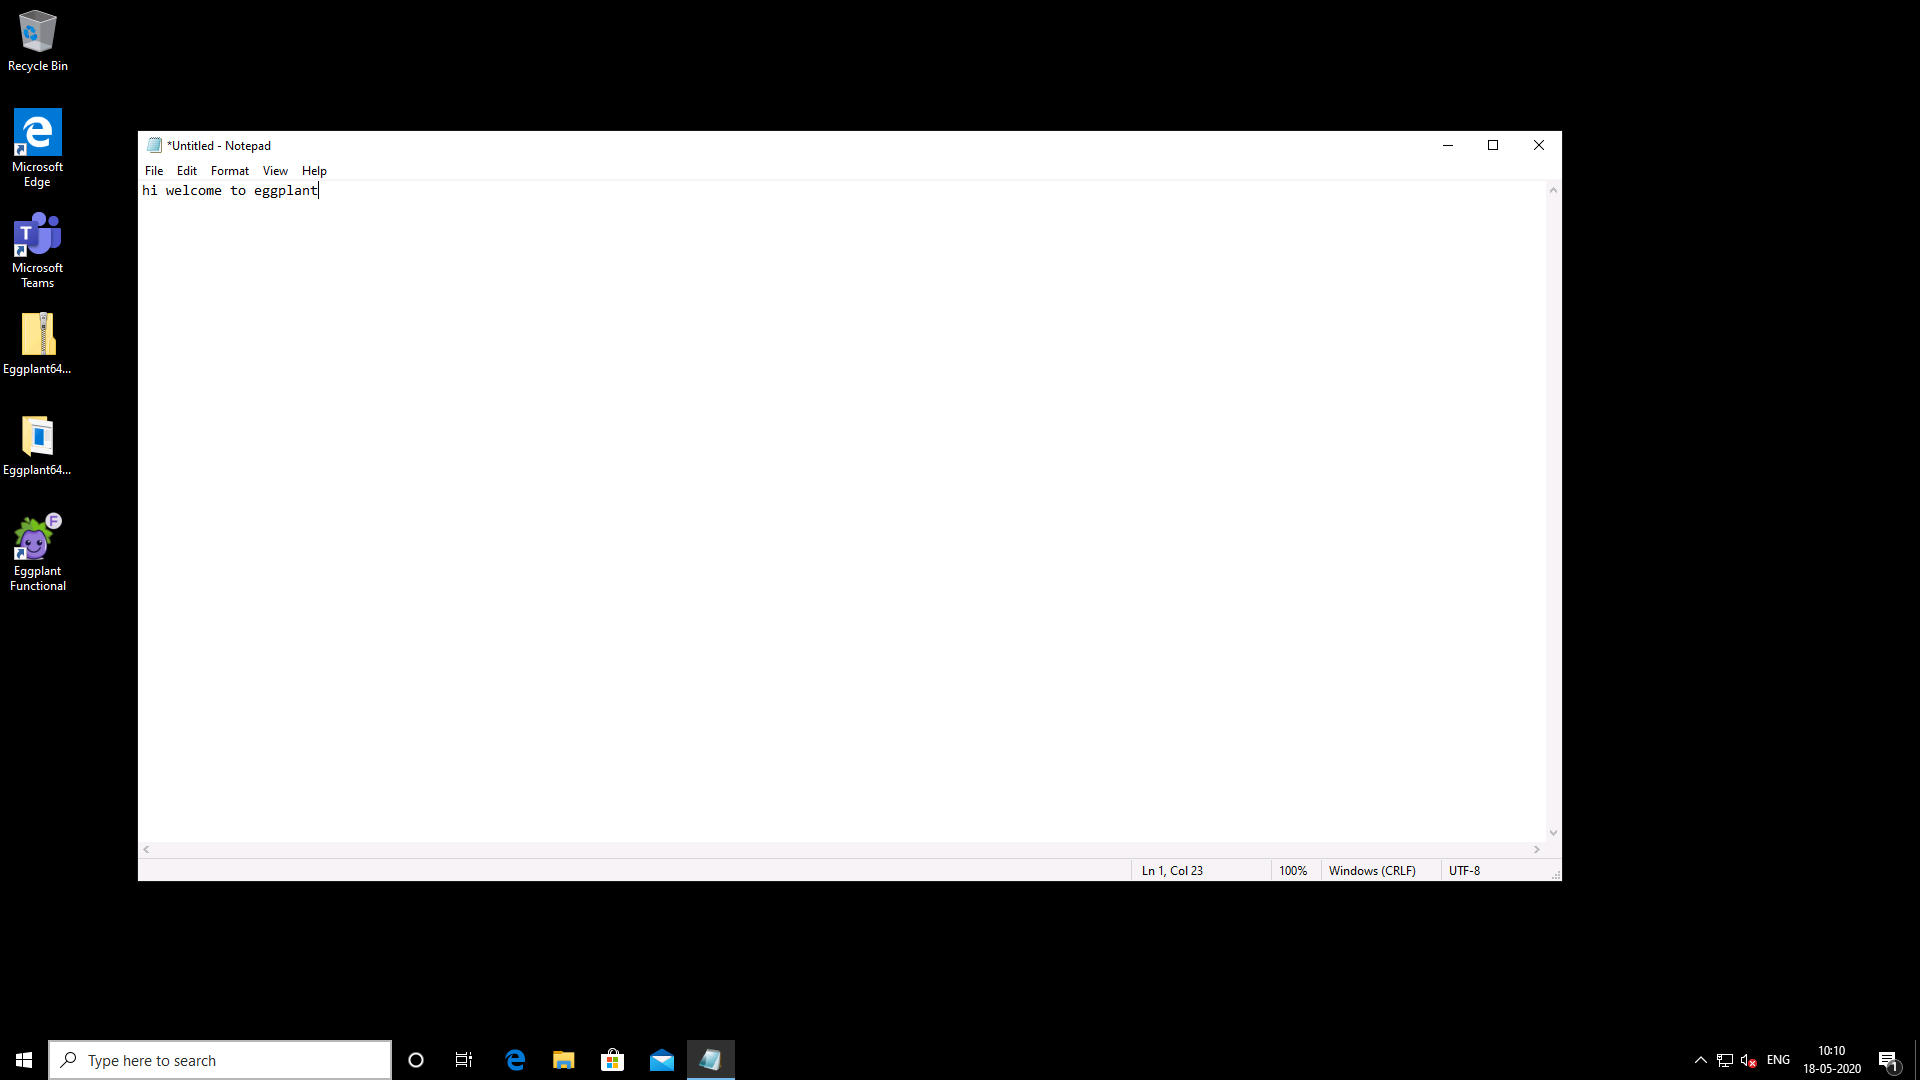 Recycle Bin
Microsoft
Edge
Microsoft
Teams
Eggplant64...
Eggplant64...
F
Eggplant
Functional
*Untitled - Notepad
File Edit Format View Help
hi welcome to eggplant
Ln 1, Col 23 100% Windows (CRLF) UTF-8
Type here to search
ENG
10:10
18-05-2020
1